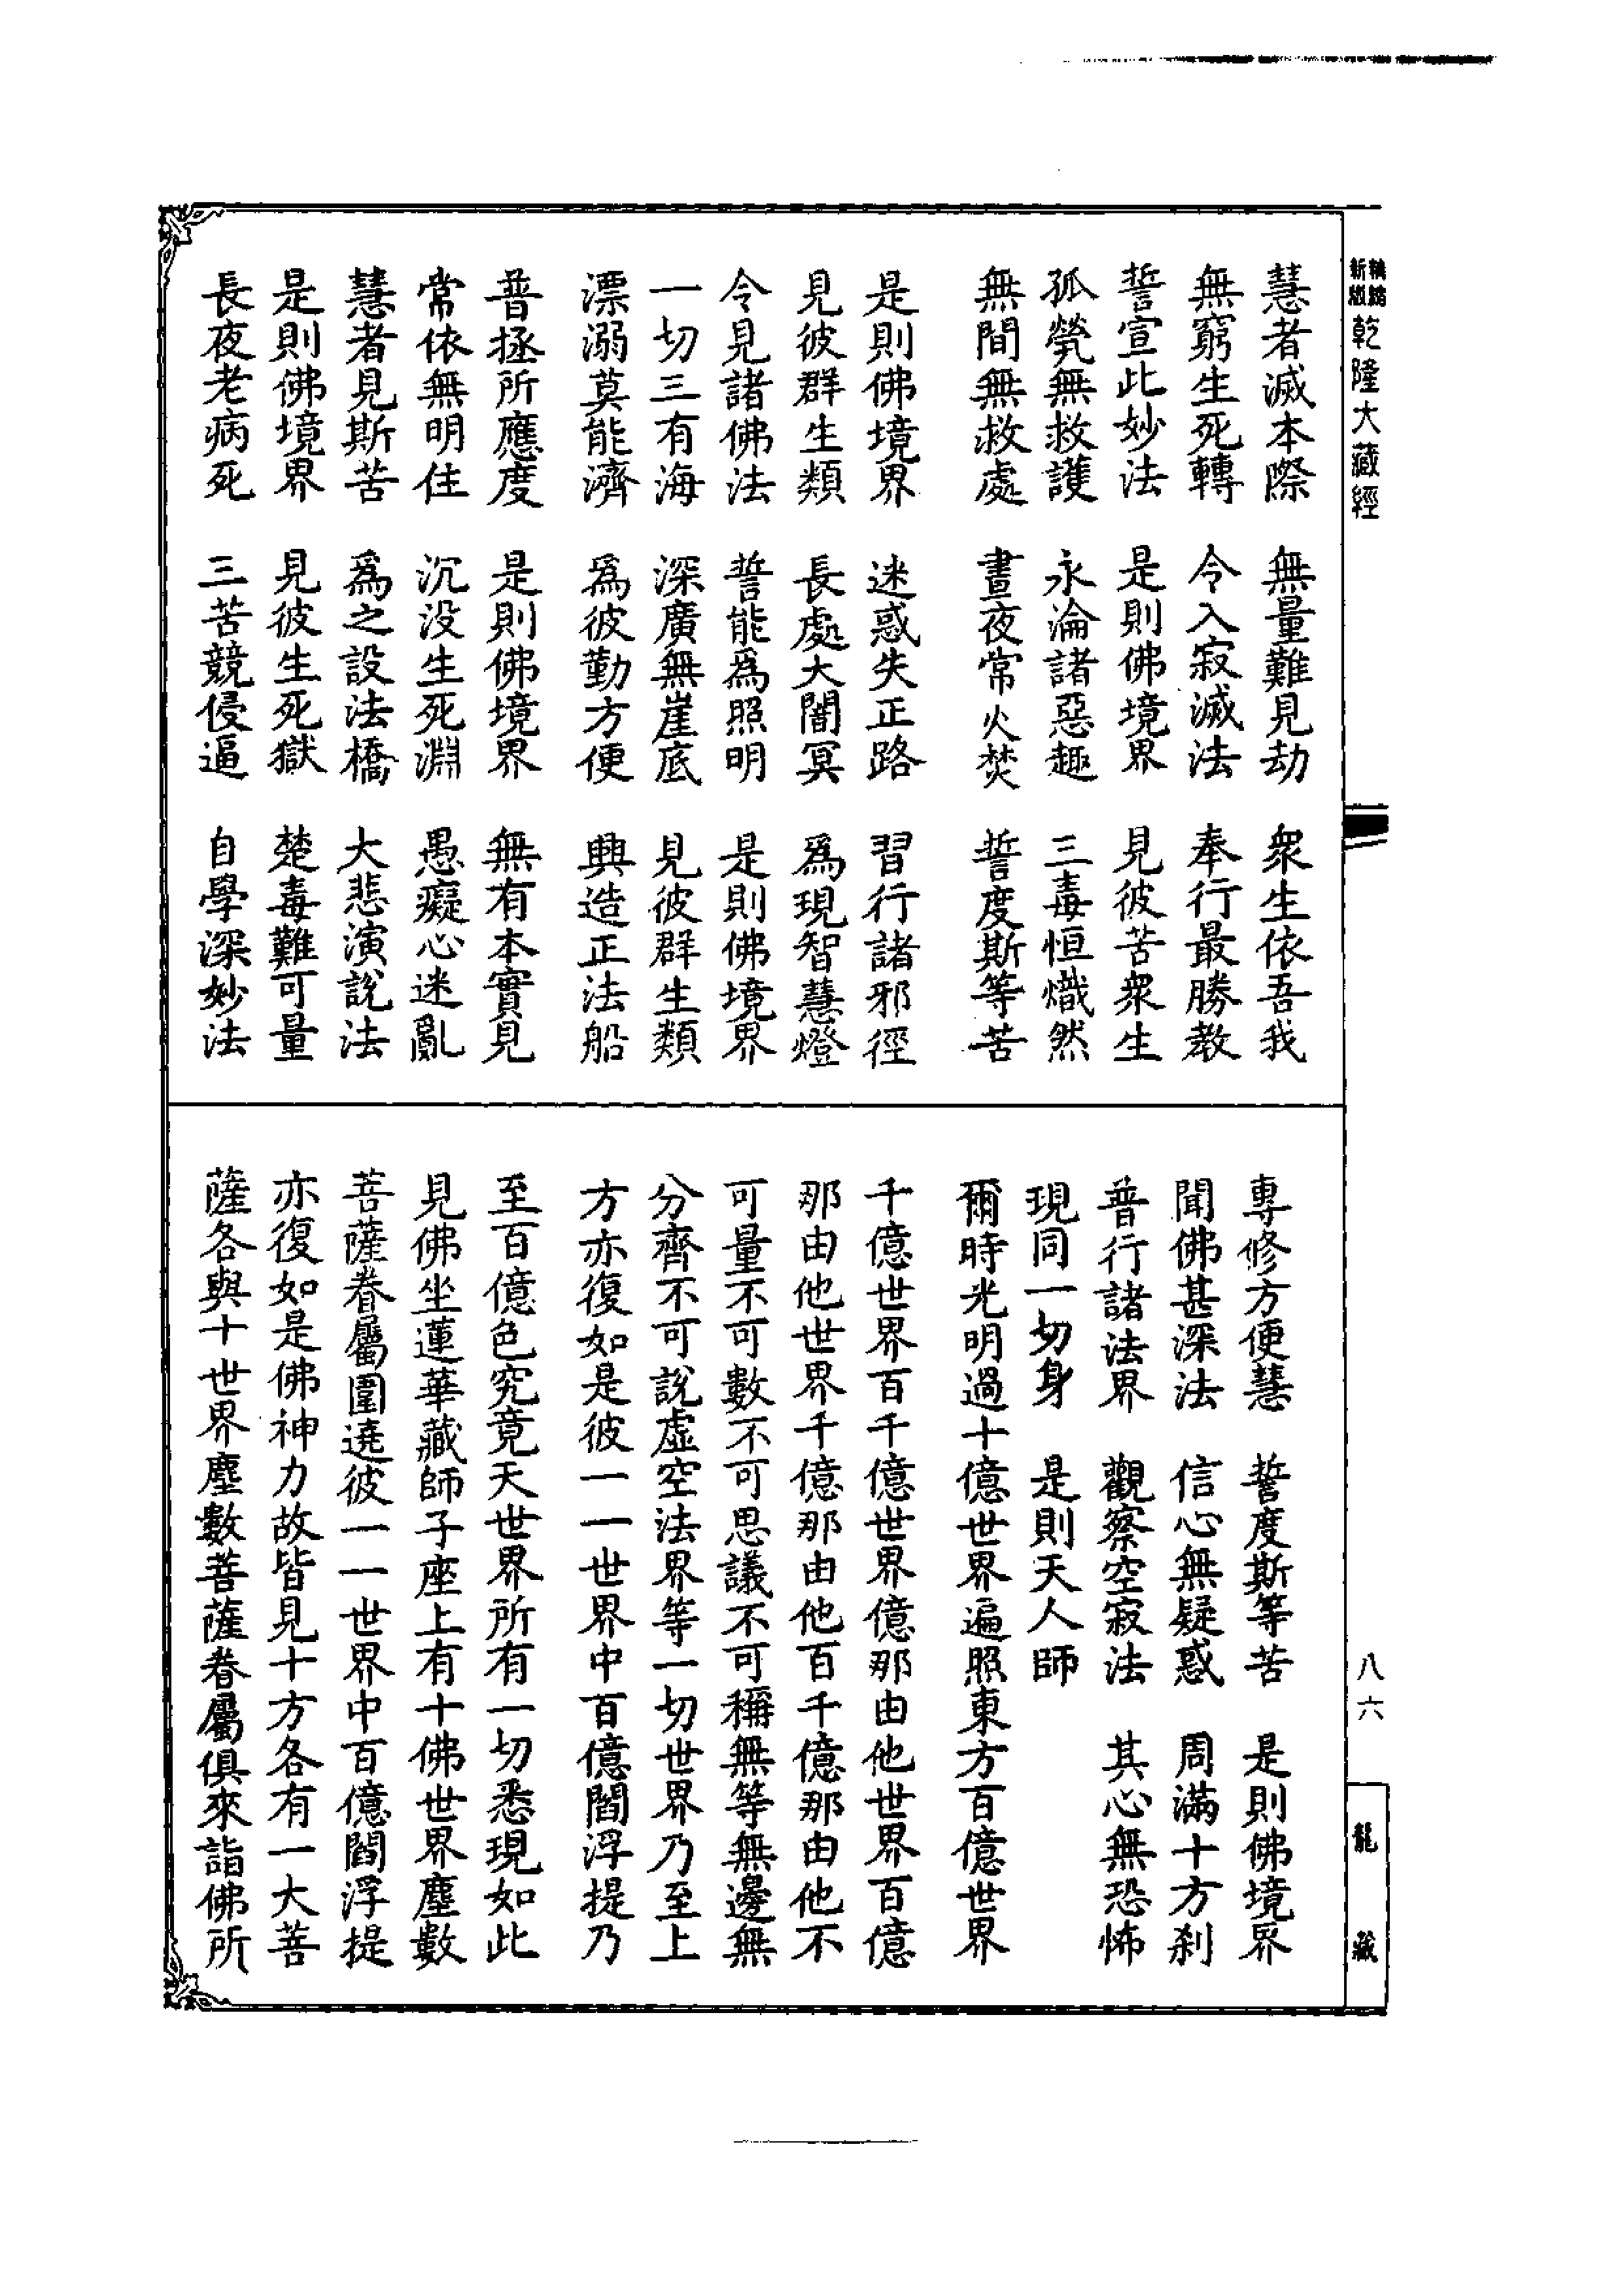 新版
精縮
乾隆大藏經
慧者滅本際　無量難見劫　衆生依吾我
無窮生死轉　令入寂滅法　奉行最勝教
誓宣此妙法　是則佛境界　見彼苦衆生
孤煢無救護　永淪諸惡趣　三毒恒熾然
無間無救處　晝夜常火焚　誓度斯等苦
是則佛境界　迷惑失正路　習行諸邪徑
見彼群生類　長處大闇冥　爲現智慧燈
令見諸佛法　誓能爲照明　是則佛境界
一切三有海　深廣無崖底　見彼群生類
漂溺莫能濟　爲彼勤方便　興造正法船
普拯所應度　是則佛境界　無有本實見
常依無明住　沉没生死淵　愚癡心迷亂
慧者見斯苦　爲之設法橋　大悲演説法
是則佛境界　見彼生死獄　楚毒難可量
長夜老病死　三苦競侵逼　自學深妙法
專修方便慧　誓度斯等苦　是則佛境界
聞佛甚深法　信心無疑惑　周滿十方刹
普行諸法界　觀察空寂法　其心無恐怖
現同一切身　是則天人師
爾時光明過十億世界遍照東方百億世界
千億世界百千億世界億那由他世界百億
那由他世界千億那由他百千億那由他不
可量不可數不可思議不可稱無等無邊無
分齊不可説虛空法界等一切世界乃至上
方亦復如是彼一一世界中百億閻浮提乃
至百億色究竟天世界所有一切悉現如此
見佛坐蓮華藏師子座上有十佛世界塵數
菩薩眷屬圍遶彼一一世界中百億閻浮提
亦復如是佛神力故皆見十方各有一大菩
薩各與十世界塵數菩薩眷屬俱來詣佛所
八六
龍藏